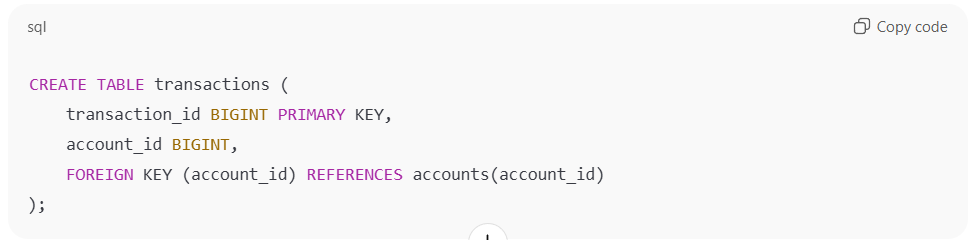 sql
Copy code
CREATE TABLE transactions (
    transaction_id BIGINT PRIMARY KEY,
    account_id BIGINT,
    FOREIGN KEY (account_id) REFERENCES accounts(account_id)
);